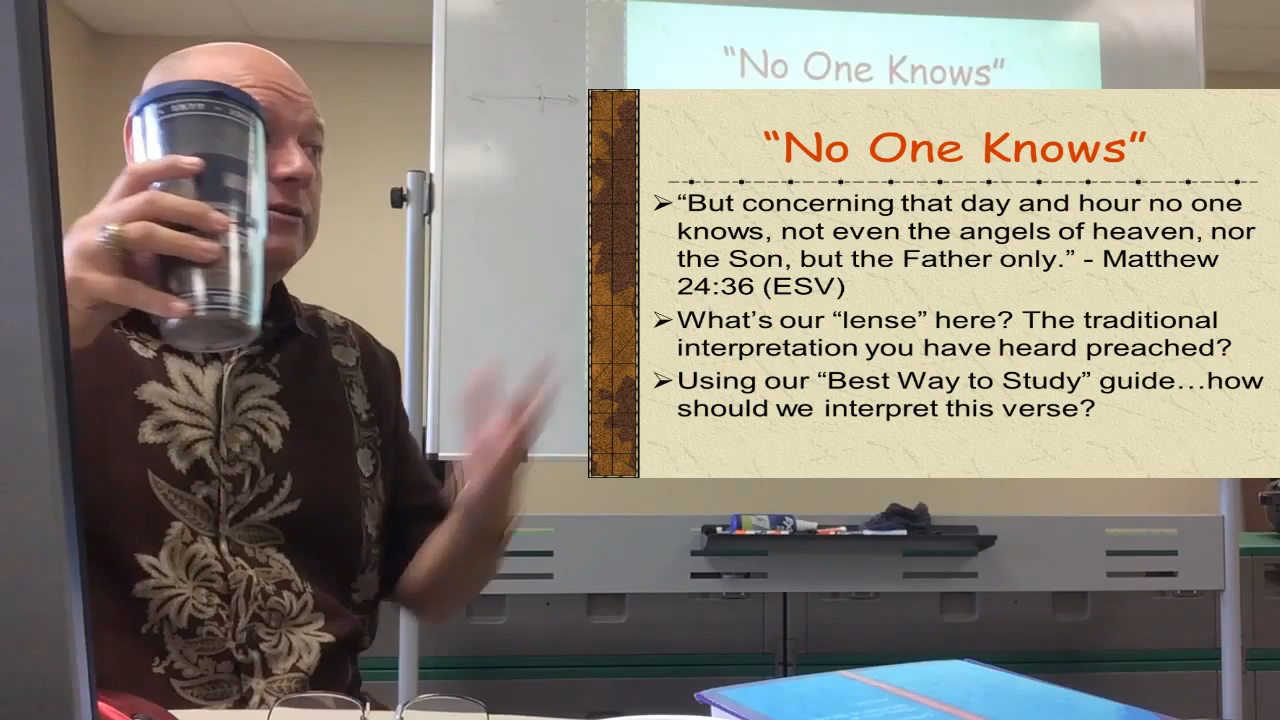 “No One Knows”
“No One Knows”
“But concerning that day and hour no one
knows, not even the angels of heaven, nor
the Son, but the Father only.” - Matthew
24:36 (ESV)
What’s our “lense” here? The traditional
interpretation you have heard preached?
Using our “Best Way to Study” guide…how
should we interpret this verse?